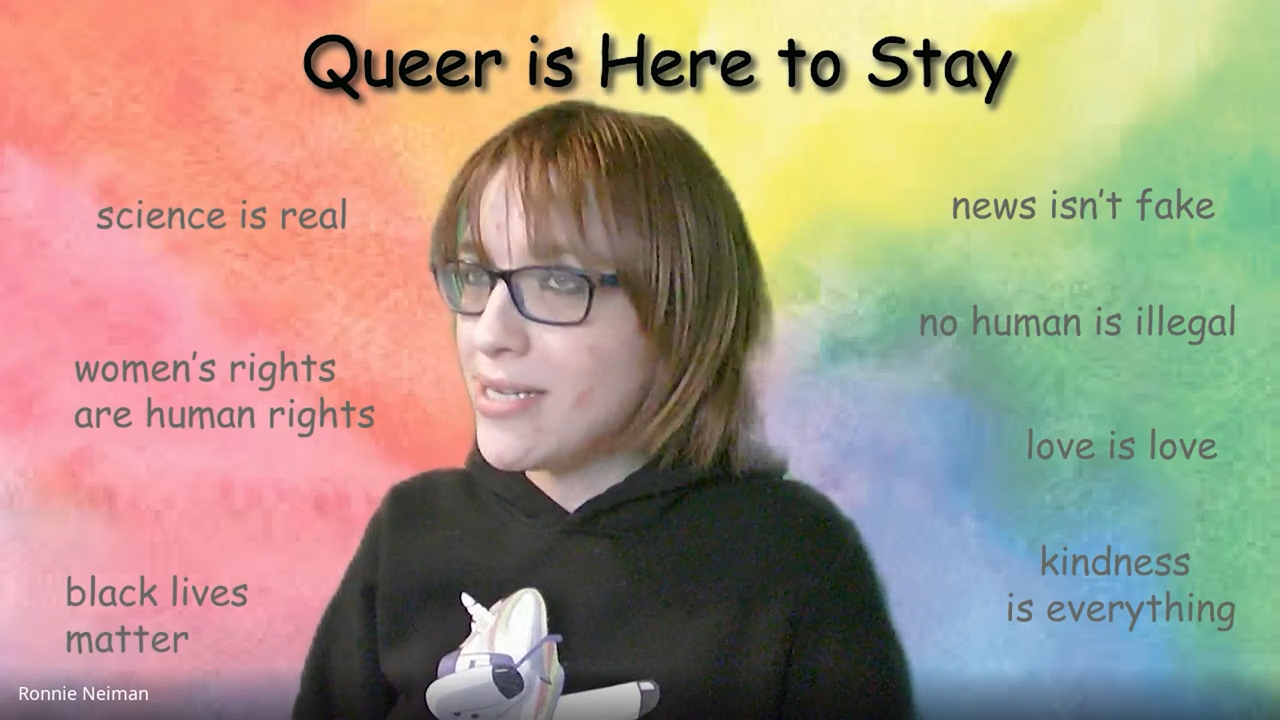 Queer is Here to Stay
science is real
news isn't fake
no human is illegal
women's rights
are human rights
love is love
kindness
is everything
black lives
matter
Ronnie Neiman